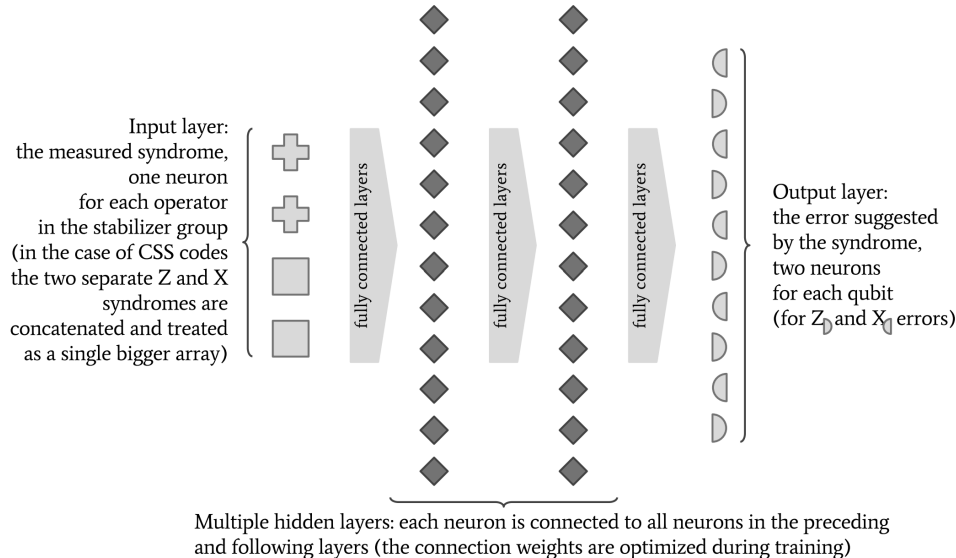 Input layer:
the measured syndrome,
one neuron
for each operator
in the stabilizer group
(in the case of CSS codes
the two separate Z and X
syndromes are
concatenated and treated
as a single bigger array)
fully connected layers
fully connected layers
fully connected layers
Output layer:
the error suggested
by the syndrome,
two neurons
for each qubit
(for Z and X errors)
Multiple hidden layers: each neuron is connected to all neurons in the preceding
and following layers (the connection weights are optimized during training)